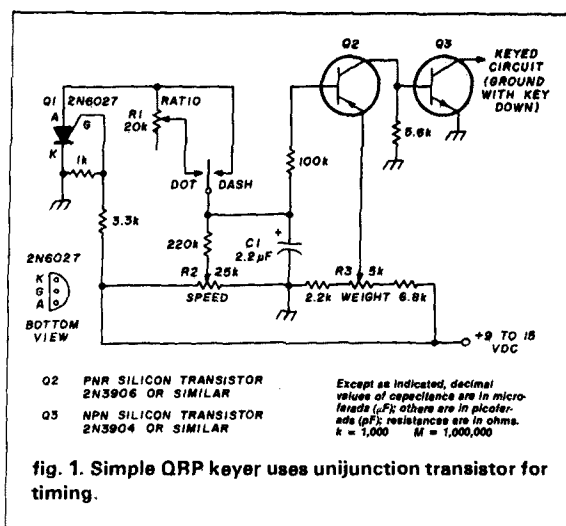 Q2
Q3
KEYED
CIRCUIT
(GROUND
WITH KEY
DOWN)
Q1 2N6027
A
G
K
1k
RATIO
R1
20k
DOT
DASH
100k
5.6k
3.3k
220k
+
C1
2.2µF
2N6027
K
G
A
BOTTOM
VIEW
R2 25k
SPEED
2.2k
R3 5k
WEIGHT
6.8k
+9 TO 15
VDC
Q2 PNR SILICON TRANSISTOR
2N3906 OR SIMILAR
Q3 NPN SILICON TRANSISTOR
2N3904 OR SIMILAR
Except as indicated, decimal
values of capacitance are in micro-
farads (µF); others are in picofar-
ads (pF); resistances are in ohms.
k = 1,000 M = 1,000,000
fig. 1. Simple QRP keyer uses unijunction transistor for
timing.